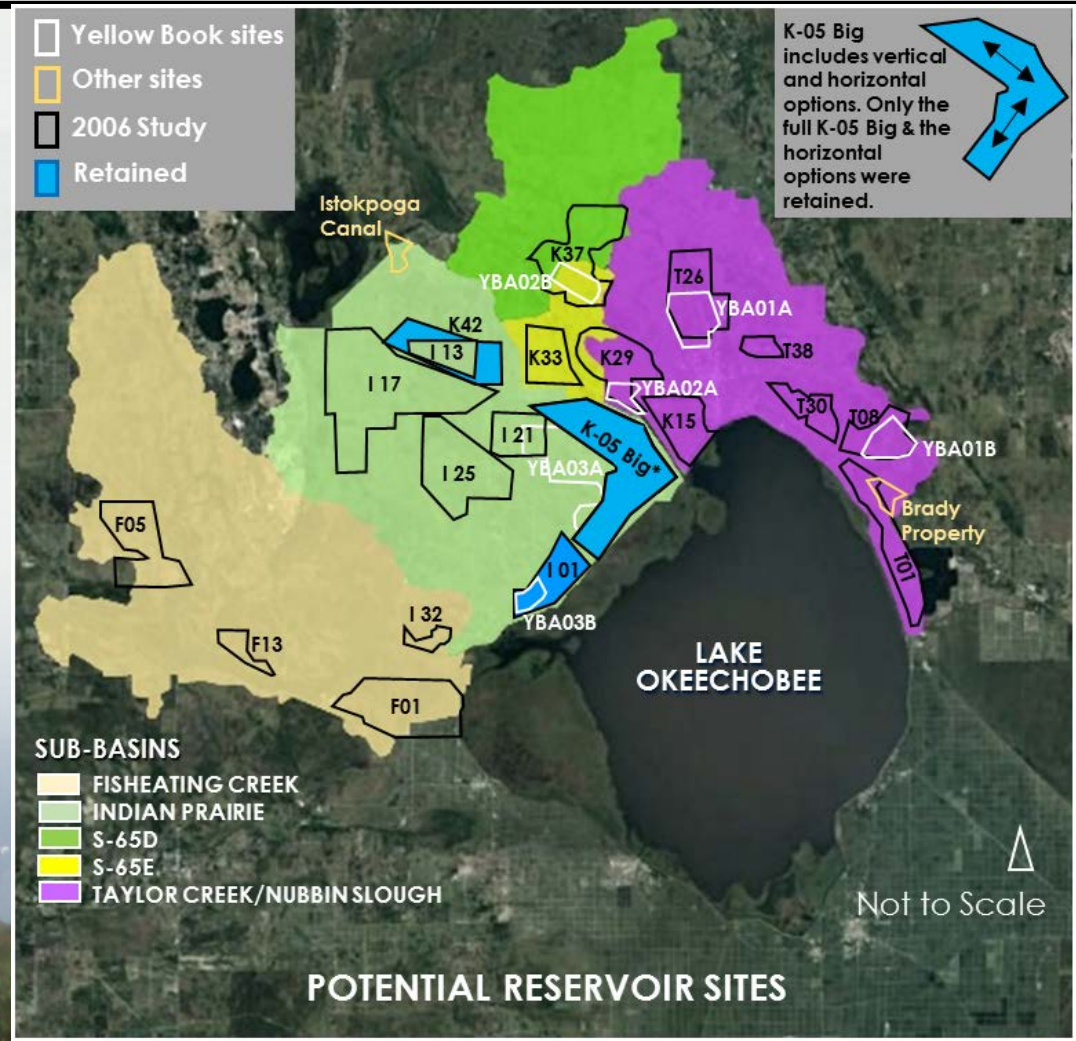 Yellow Book sites
Other sites
2006 Study
Retained
K-05 Big
includes vertical
and horizontal
options. Only the
full K-05 Big & the
horizontal
options were
retained.
Istokpoga
Canal
K37
YBA02B
T26
YBA01A
K42
I 13
K33
K29
T38
I 17
YBA02A
T30
T08
K15
I 21
K-05 Big*
YBA01B
YBA03A
I 25
Brady
Property
F05
T01
I 01
I 32
YBA03B
F13
LAKE
OKEECHOBEE
F01
SUB-BASINS
FISHEATING CREEK
INDIAN PRAIRIE
S-65D
S-65E
TAYLOR CREEK/NUBBIN SLOUGH
Not to Scale
POTENTIAL RESERVOIR SITES